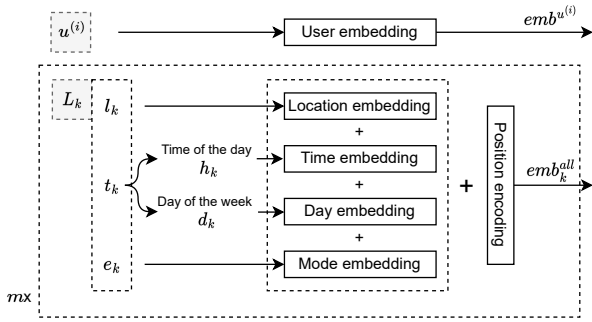 u^{(i)} User embedding emb^{u^{(i)}}
L_k l_k Location embedding
+
Time of the day
h_k Time embedding
t_k + + Position encoding emb_k^{all}
Day of the week
d_k Day embedding
+
e_k Mode embedding
mx